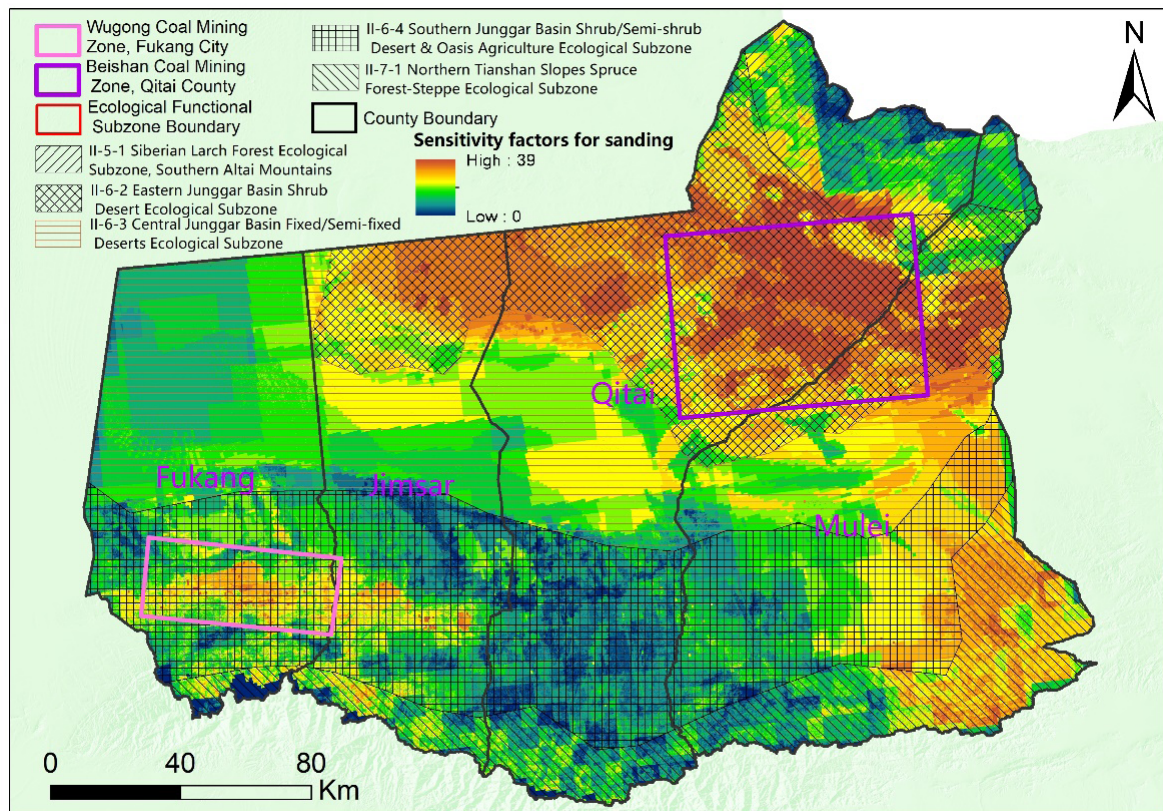 Wugong Coal Mining
Zone, Fukang City
Beishan Coal Mining
Zone, Qitai County
Ecological Functional
Subzone Boundary
II-5-1 Siberian Larch Forest Ecological
Subzone, Southern Altai Mountains
II-6-2 Eastern Junggar Basin Shrub
Desert Ecological Subzone
II-6-3 Central Junggar Basin Fixed/Semi-fixed
Deserts Ecological Subzone
II-6-4 Southern Junggar Basin Shrub/Semi-shrub
Desert & Oasis Agriculture Ecological Subzone
II-7-1 Northern Tianshan Slopes Spruce
Forest-Steppe Ecological Subzone
County Boundary
Sensitivity factors for sanding
High : 39
Low : 0
N
Qitai
Fukang
Jimsar
Mulei
0 40 80
Km